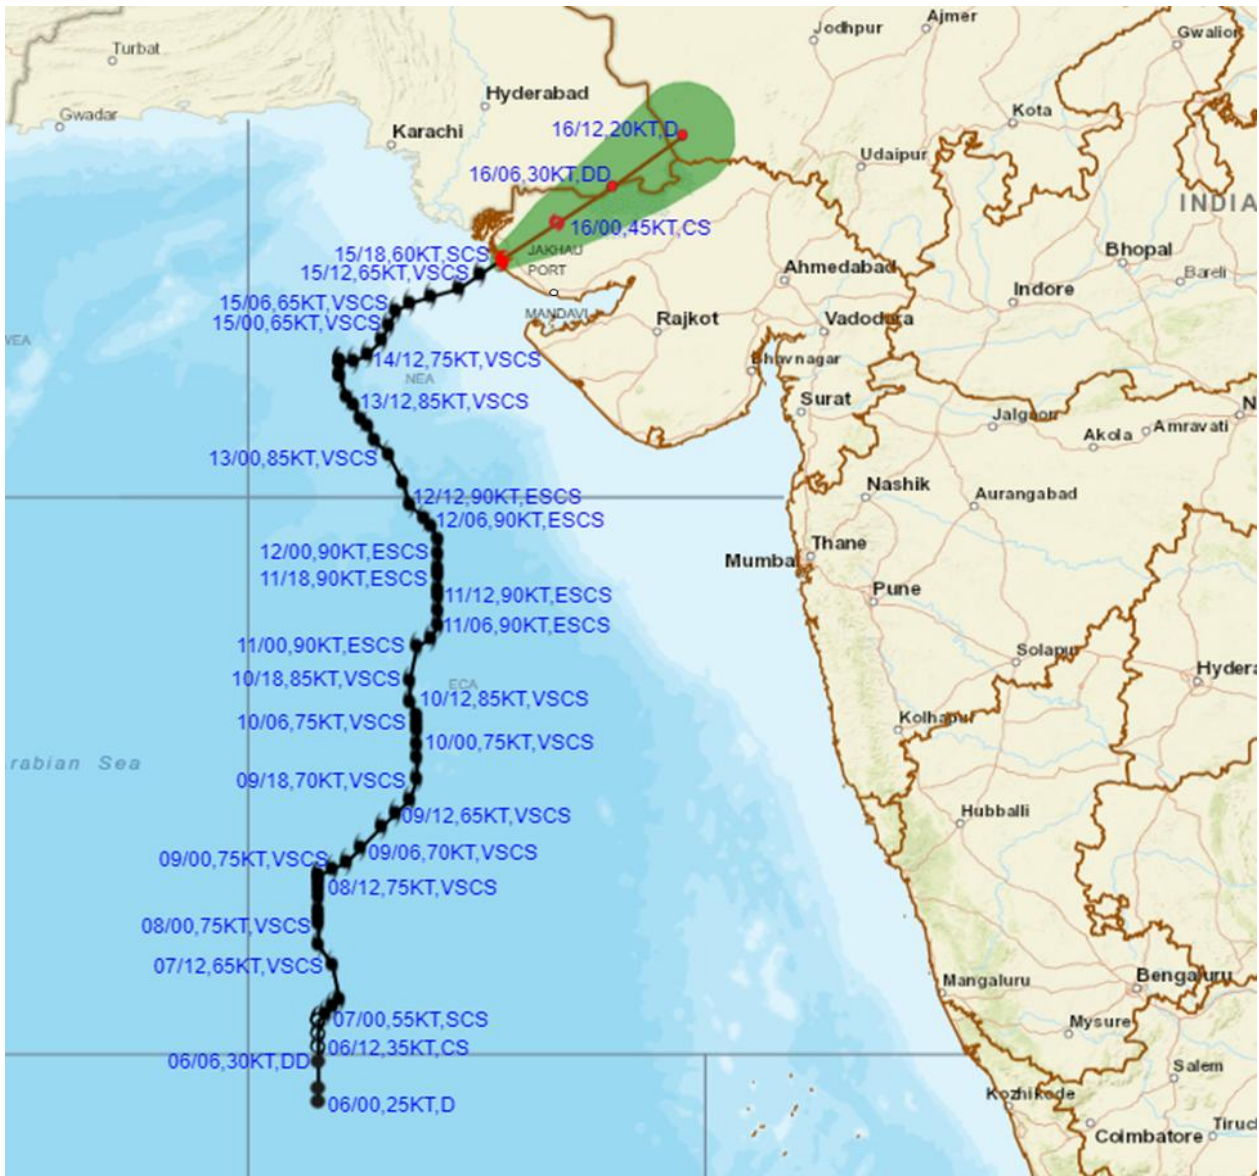 Ajmer
Jodhpur
Gwalior
Turbat
Hyderabad
Gwadar
Kota
Karachi
16/12,20KT,D
Udaipur
16/06,30KT,DD
INDIA
16/00,45KT,CS
15/18,60KT,SCS
JAKHAU
PORT
Bhopal
15/12,65KT,VSCS
Ahmedabad
Bareli
15/06,65KT,VSCS
Indore
MANDAVI
15/00,65KT,VSCS
Rajkot
Vadodara
WEA
14/12,75KT,VSCS
Bhavnagar
NEA
13/12,85KT,VSCS
Surat
Jalgaon
N
Akola
Amravati
13/00,85KT,VSCS
Nashik
Aurangabad
12/12,90KT,ESCS
12/06,90KT,ESCS
12/00,90KT,ESCS
Thane
Mumbai
11/18,90KT,ESCS
11/12,90KT,ESCS
Pune
11/06,90KT,ESCS
11/00,90KT,ESCS
Solapur
Hydera
10/18,85KT,VSCS
ECA
10/12,85KT,VSCS
10/06,75KT,VSCS
Kolhapur
10/00,75KT,VSCS
rabian Sea
09/18,70KT,VSCS
09/12,65KT,VSCS
Hubballi
09/06,70KT,VSCS
09/00,75KT,VSCS
08/12,75KT,VSCS
08/00,75KT,VSCS
07/12,65KT,VSCS
Bengaluru
Mangaluru
07/00,55KT,SCS
Mysure
06/12,35KT,CS
06/06,30KT,DD
Salem
Kozhikode
06/00,25KT,D
Coimbatore
Tiruc